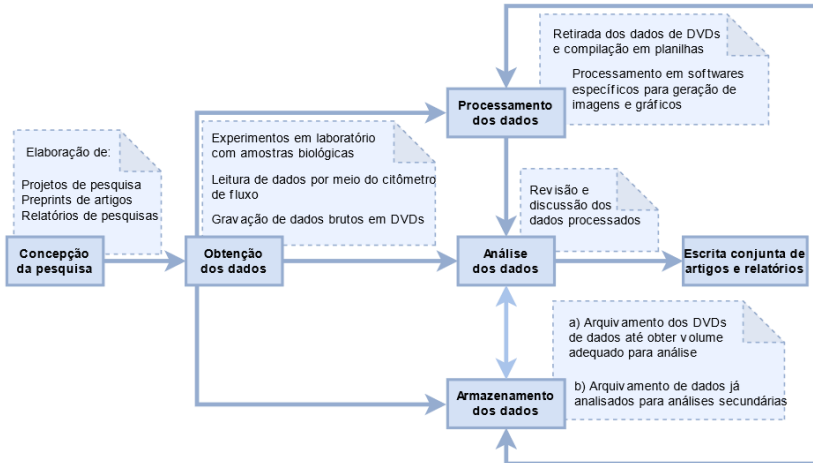 Retirada dos dados de DVDs
e compilação em planilhas
Processamento em softwares
específicos para geração de
imagens e gráficos
Processamento
dos dados
Elaboração de:
Projetos de pesquisa
Preprints de artigos
Relatórios de pesquisas
Experimentos em laboratório
com amostras biológicas
Leitura de dados por meio do citômetro
de fluxo
Gravação de dados brutos em DVDs
Revisão e
discussão dos
dados processados
Concepção
da pesquisa
Obtenção
dos dados
Análise
dos dados
Escrita conjunta de
artigos e relatórios
a) Arquivamento dos DVDs
de dados até obter volume
adequado para análise
b) Arquivamento de dados já
analisados para análises secundárias
Armazenamento
dos dados